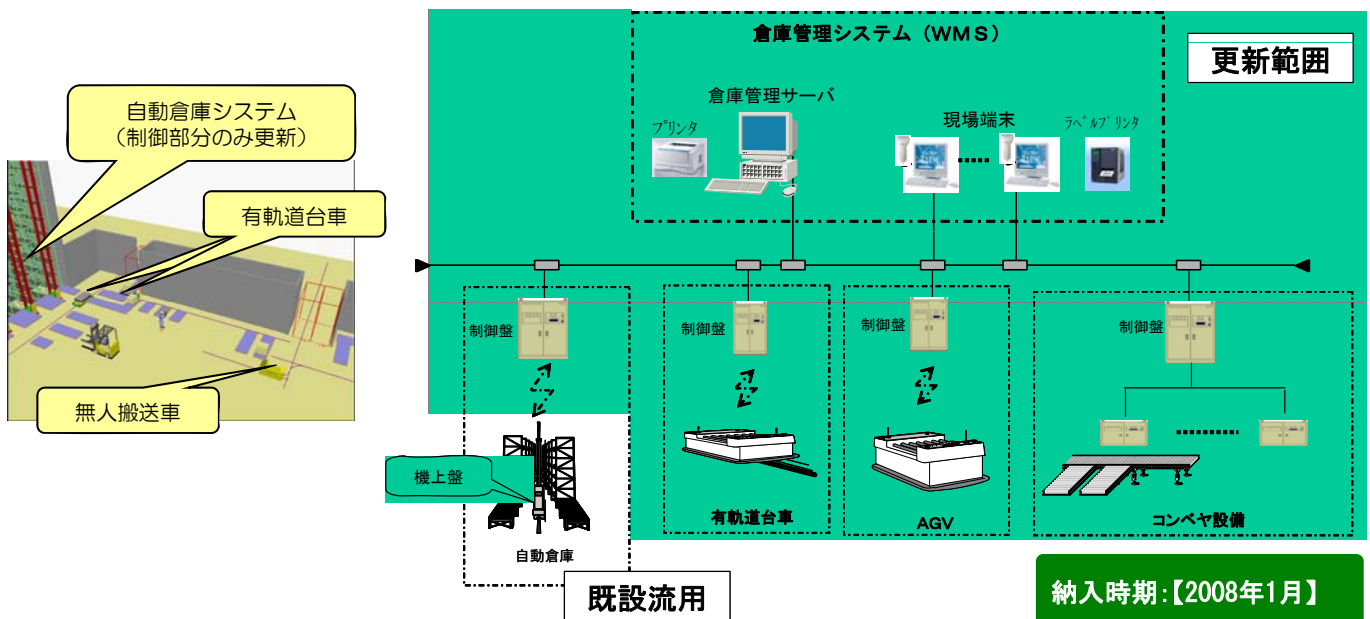 倉庫管理システム（ＷＭＳ）
更新範囲
倉庫管理サーバ
プリンタ
現場端末
ラベルプリンタ
自動倉庫システム
（制御部分のみ更新）
有軌道台車
無人搬送車
制御盤
制御盤
制御盤
制御盤
機上盤
自動倉庫
有軌道台車
AGV
コンベヤ設備
既設流用
納入時期：【2008年1月】